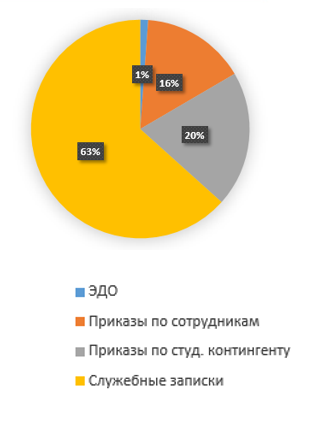 1%
16%
20%
63%
ЭДО
Приказы по сотрудникам
Приказы по студ. контингенту
Служебные записки